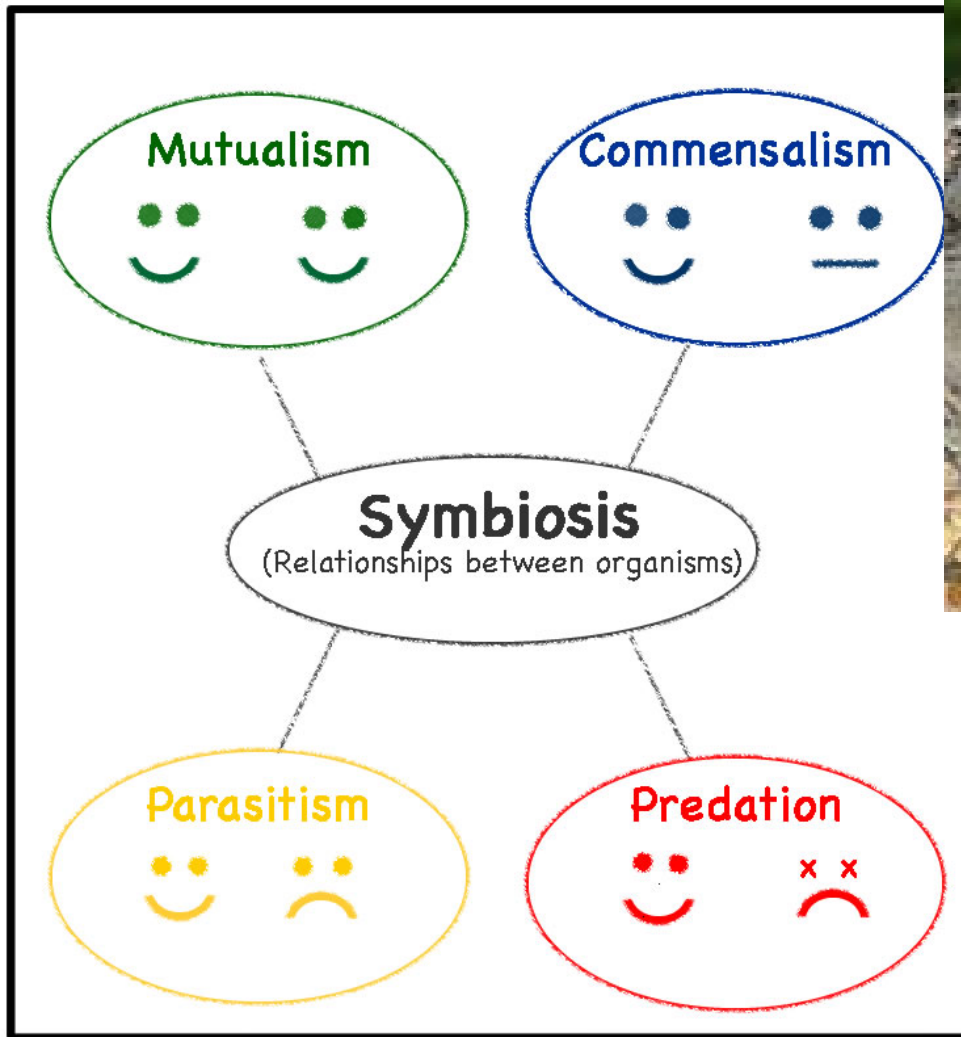 Mutualism
Commensalism
Symbiosis
(Relationships between organisms)
Parasitism
Predation